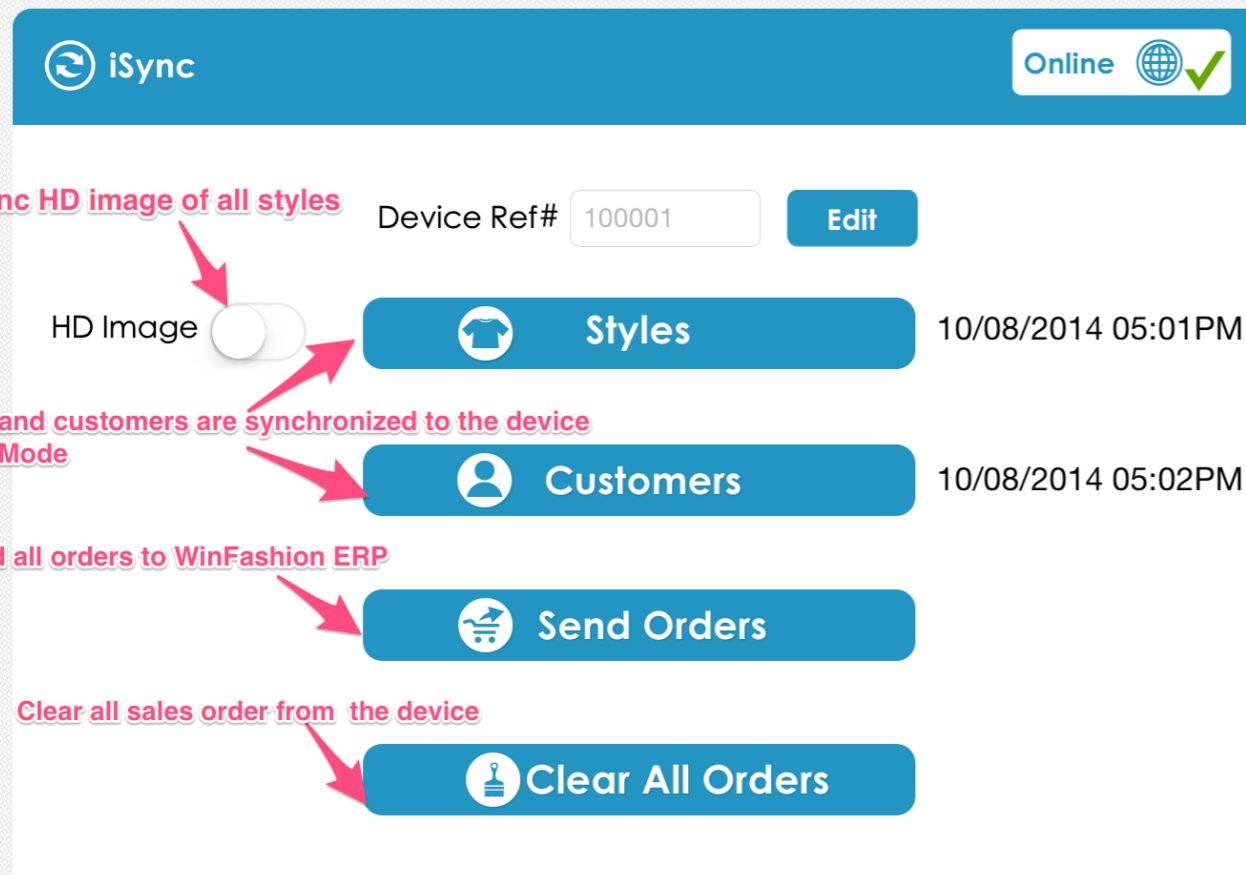 iSync
Online
HD image of all styles
Device Ref# 100001 Edit
HD Image Styles 10/08/2014 05:01PM
and customers are synchronized to the device
Mode
Customers 10/08/2014 05:02PM
all orders to WinFashion ERP
Send Orders
Clear all sales order from the device
Clear All Orders